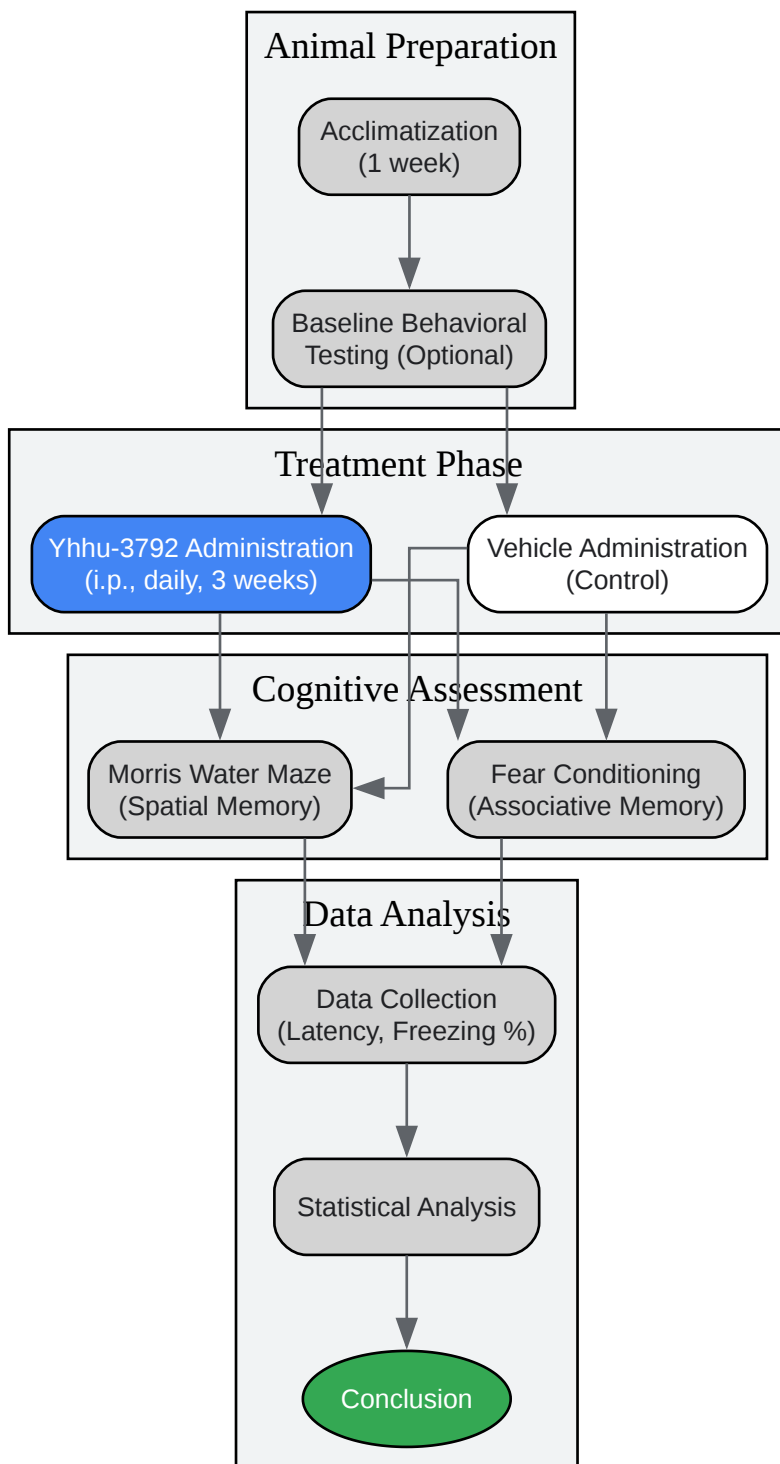 Animal Preparation
Acclimatization
(1 week)
Baseline Behavioral
Testing (Optional)
Treatment Phase
Yhhu-3792 Administration
(i.p., daily, 3 weeks)
Vehicle Administration
(Control)
Cognitive Assessment
Morris Water Maze
(Spatial Memory)
Fear Conditioning
(Associative Memory)
Data Analysis
Data Collection
(Latency, Freezing %)
Statistical Analysis
Conclusion